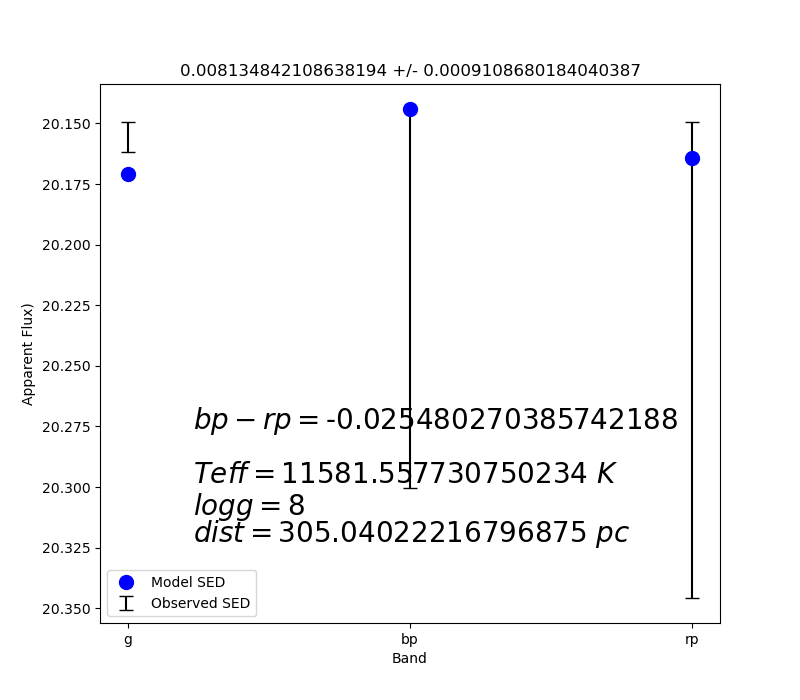 0.008134842108638194 +/- 0.0009108680184040387
20.150
20.175
20.200
20.225
20.250
20.275
20.300
20.325
20.350
Apparent Flux)
bp − rp = -0.025480270385742188
Teff = 11581.557730750234 K
logg = 8
dist = 305.04022216796875 pc
Model SED
Observed SED
g bp rp
Band